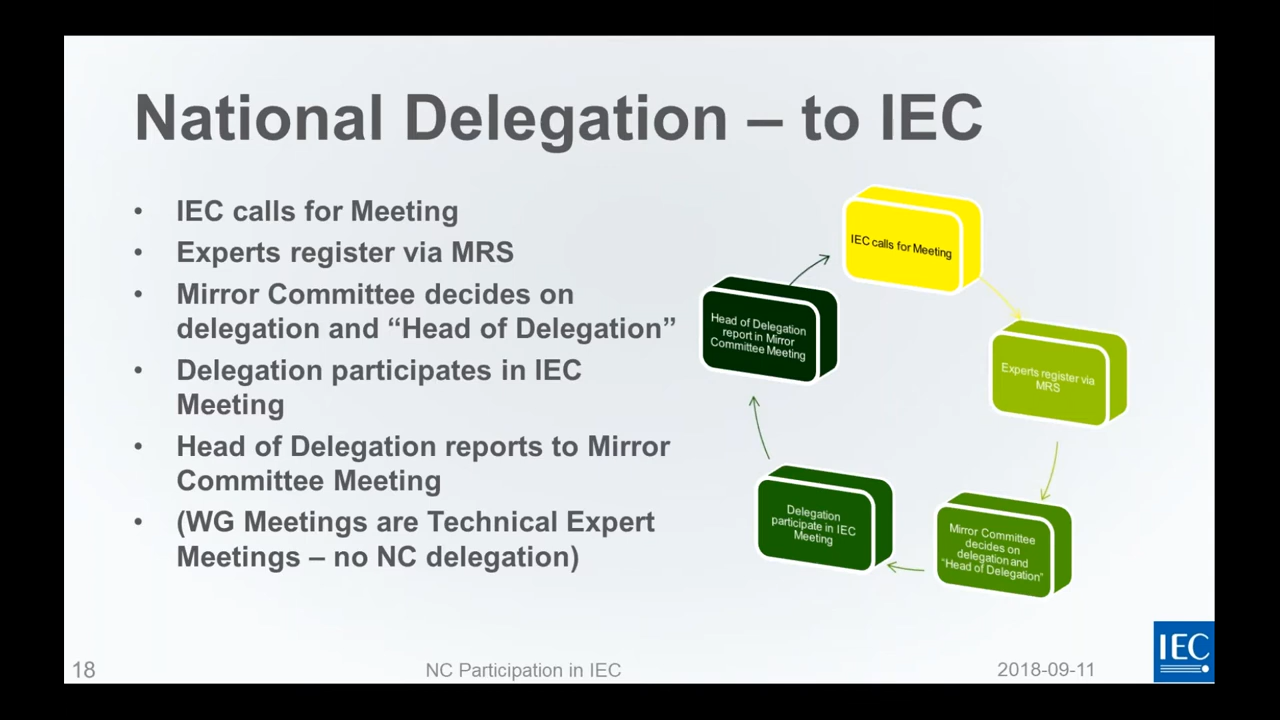 National Delegation – to IEC
• IEC calls for Meeting
• Experts register via MRS
• Mirror Committee decides on
delegation and “Head of Delegation”
• Delegation participates in IEC
Meeting
• Head of Delegation reports to Mirror
Committee Meeting
• (WG Meetings are Technical Expert
Meetings – no NC delegation)
IEC calls for Meeting
Experts register via
MRS
Mirror Committee
decides on
delegation and
“Head of Delegation”
Delegation
participate in IEC
Meeting
Head of Delegation
report in Mirror
Committee Meeting
18
NC Participation in IEC
2018-09-11
IEC